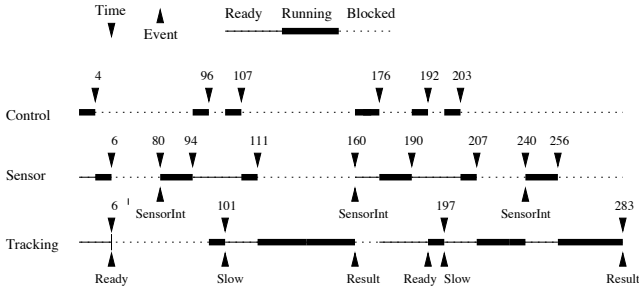 Time Event Ready Running Blocked
4 96 107 176 192 203
Control
6 80 94 111 160 190 207 240 256
Sensor
SensorInt SensorInt SensorInt
6 101 197 283
Tracking
Ready Slow Result Ready Slow Result